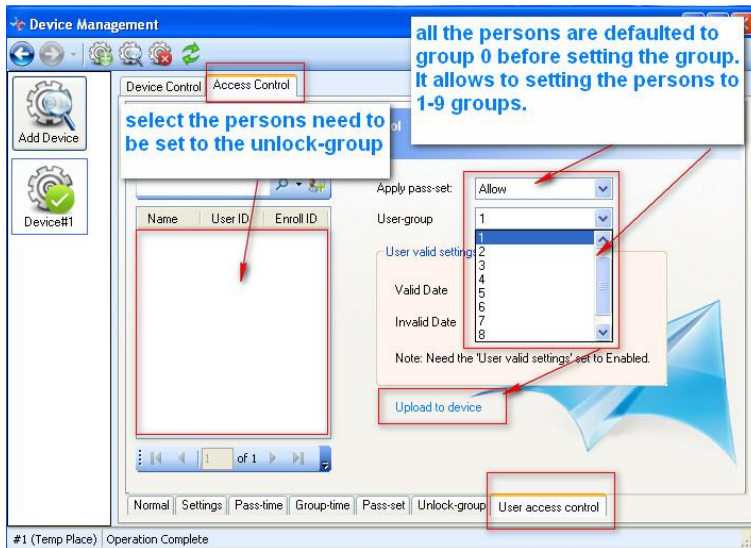 Device Management
all the persons are defaulted to
group 0 before setting the group.
It allows to setting the persons to
1-9 groups.
Add Device
Device#1
Device Control
Access Control
select the persons need to
be set to the unlock-group
Name
User ID
Enroll ID
Apply pass-set:
Allow
User-group
1
1
2
3
4
5
6
7
8
User valid settings
Valid Date
Invalid Date
Note: Need the 'User valid settings' set to Enabled.
Upload to device
1
of 1
Normal
Settings
Pass-time
Group-time
Pass-set
Unlock-group
User access control
#1 (Temp Place)
Operation Complete